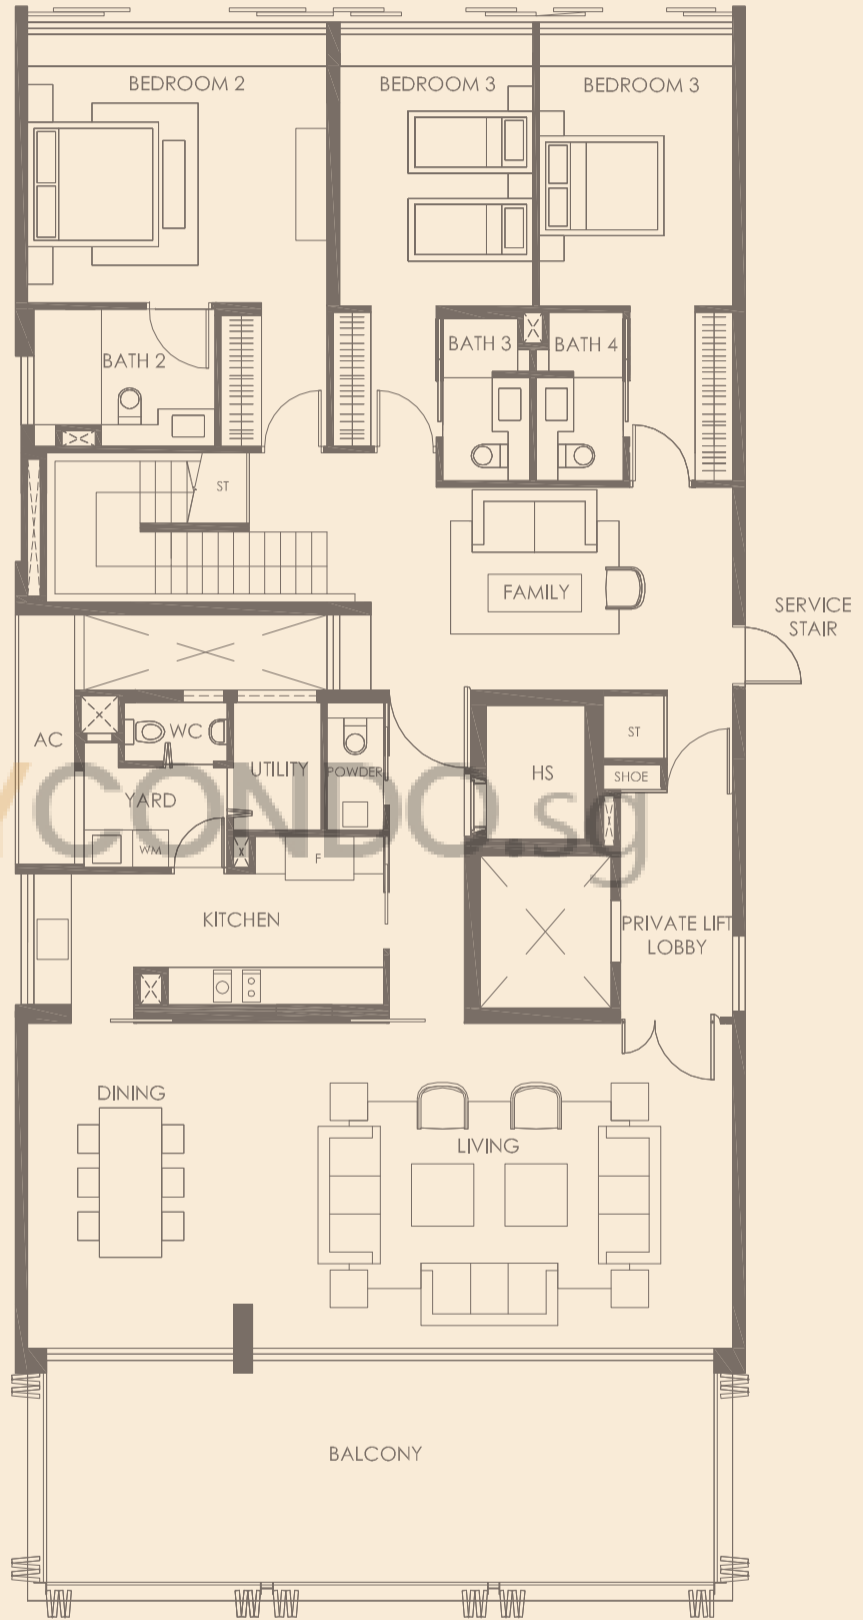 BEDROOM 2
BEDROOM 3
BEDROOM 3
BATH 2
BATH 3
BATH 4
ST
FAMILY
SERVICE
STAIR
AC
WC
UTILITY
POWDER
YARD
WM
F
HS
ST
SHOE
YCONDO.sg
KITCHEN
PRIVATE LIFT
LOBBY
DINING
LIVING
BALCONY